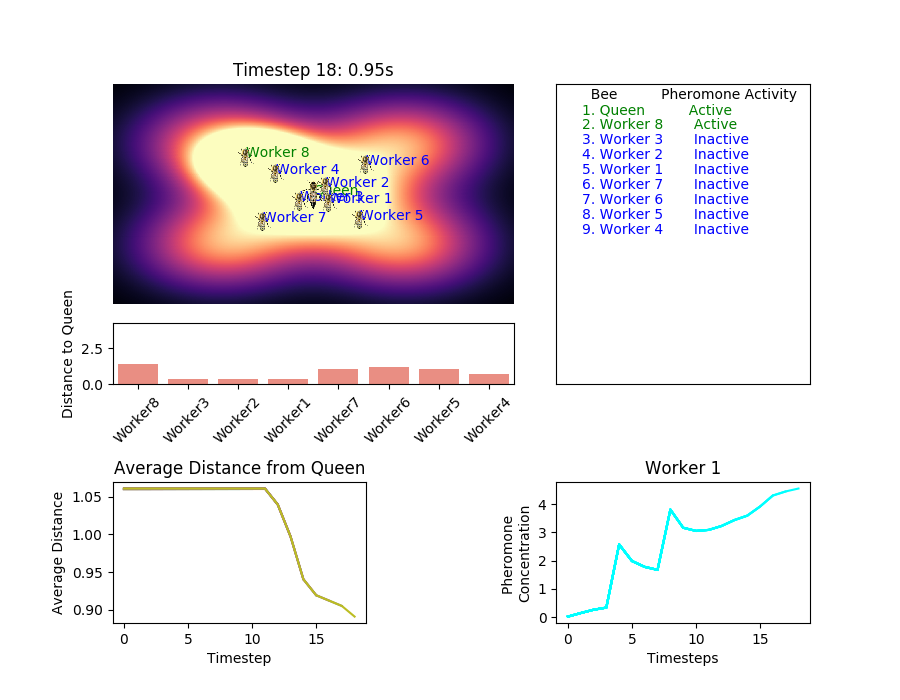 Timestep 18: 0.95s
Worker 8
Worker 4
Worker 6
Worker 2
Worker 1
Worker 7
Worker 5
Bee Pheromone Activity
1. Queen Active
2. Worker 8 Active
3. Worker 3 Inactive
4. Worker 2 Inactive
5. Worker 1 Inactive
6. Worker 7 Inactive
7. Worker 6 Inactive
8. Worker 5 Inactive
9. Worker 4 Inactive
Distance to Queen
2.5
0.0
Worker8
Worker3
Worker2
Worker1
Worker7
Worker6
Worker5
Worker4
Average Distance from Queen
Average Distance
1.05
1.00
0.95
0.90
0 5 10 15
Timestep
Worker 1
Pheromone
Concentration
4
3
2
1
0
0 5 10 15
Timesteps